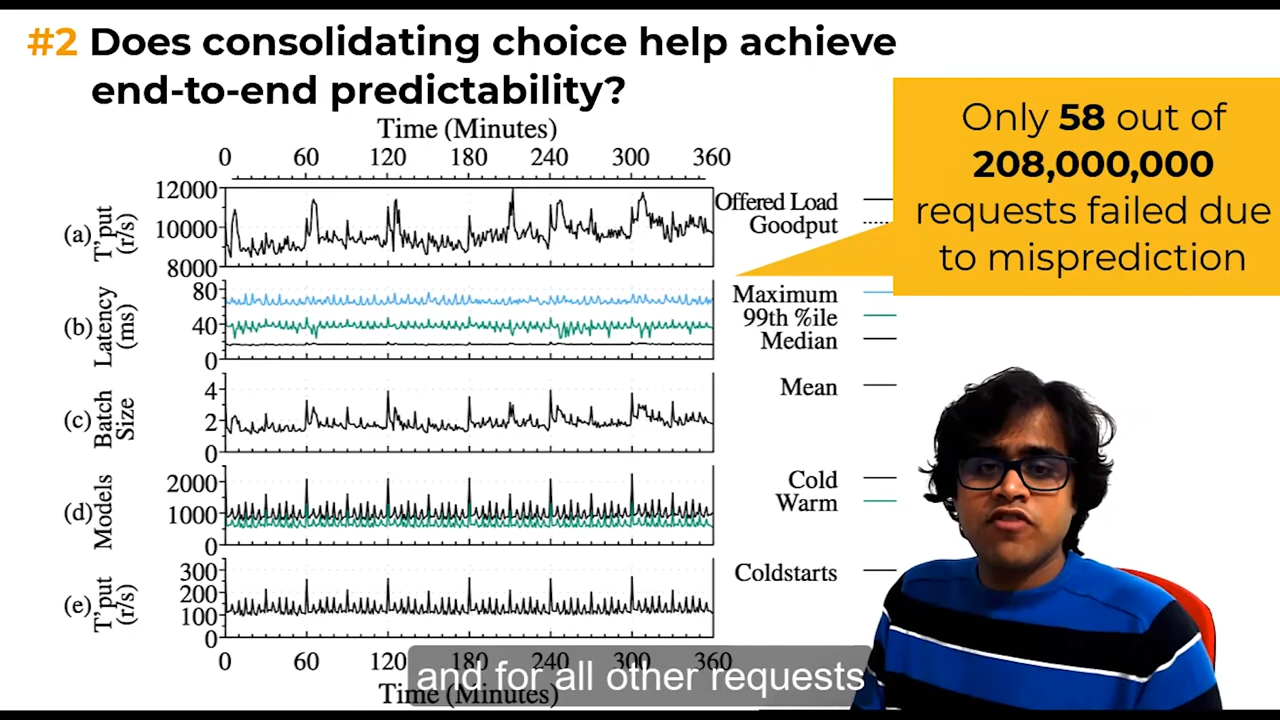 #2 Does consolidating choice help achieve
end-to-end predictability?
Only 58 out of
208,000,000
requests failed due
to misprediction
Time (Minutes)
0 60 120 180 240 300 360
(a) T'put (r/s)
12000
10000
8000
Offered Load
Goodput
(b) Latency (ms)
80
40
0
Maximum
99th %ile
Median
(c) Batch Size
4
2
0
Mean
(d) Models
2000
1000
0
Cold
Warm
(e) T'put (r/s)
300
200
100
0
Coldstarts
0 60 120 180 240 300 360
Time (Minutes)
and for all other requests